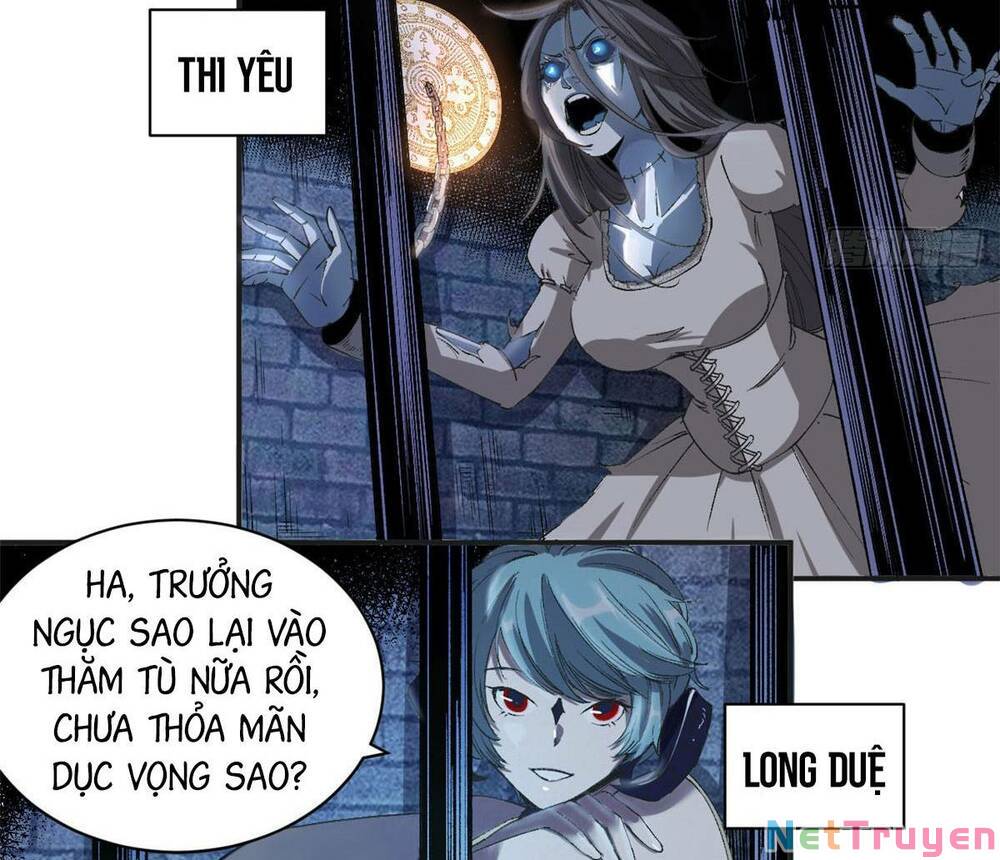 THI YÊU
HA, TRƯỞNG
NGỤC SAO LẠI VÀO
THĂM TÙ NỮA RỒI,
CHƯA THỎA MÃN
DỤC VỌNG SAO?
LONG DUỆ
NetTruyen